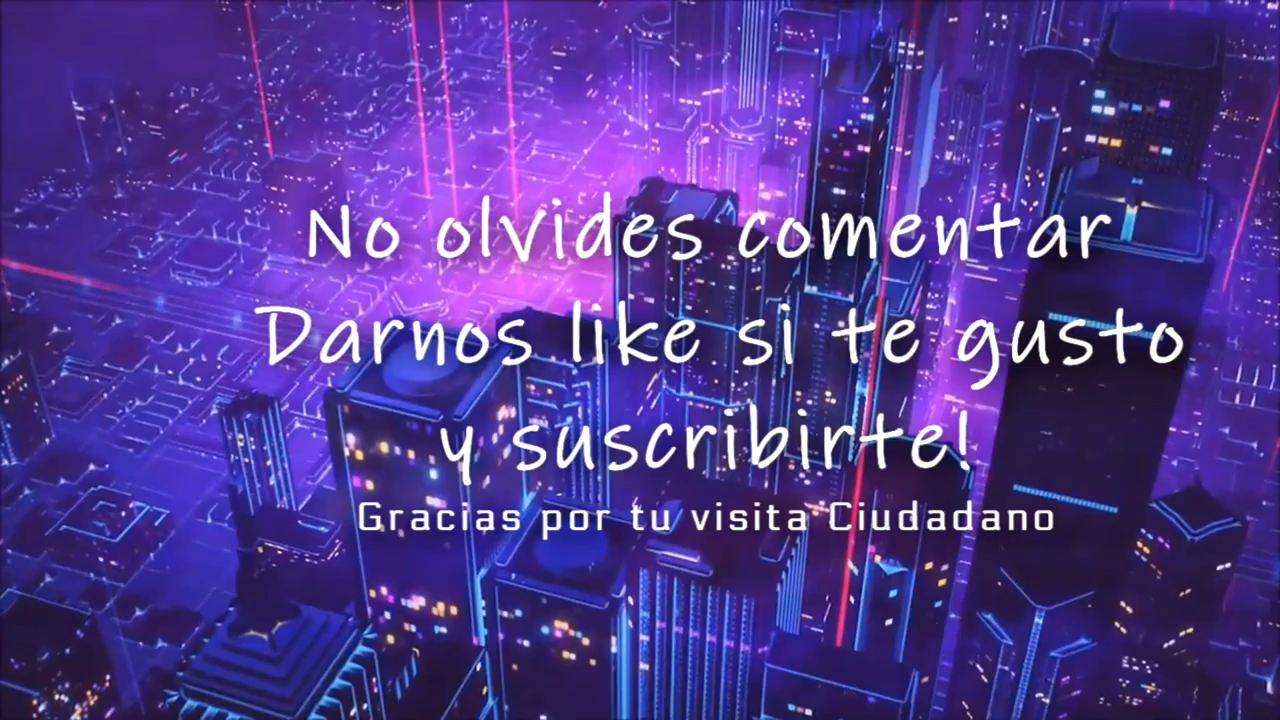 No olvides comentar
Darnos like si te gusto
y suscribirte!
Gracias por tu visita Ciudadano